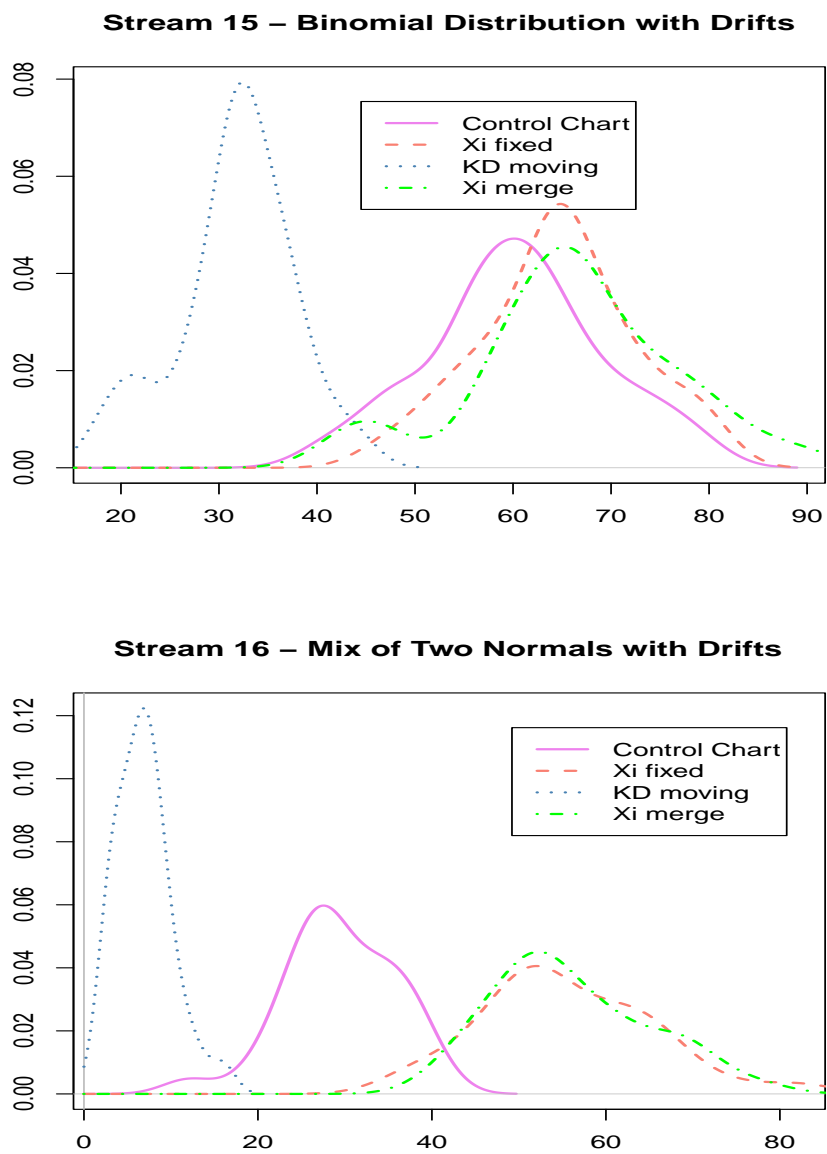 Stream 15 – Binomial Distribution with Drifts
0.08
0.06
0.04
0.02
0.00
Control Chart
Xi fixed
KD moving
Xi merge
20 30 40 50 60 70 80 90
Stream 16 – Mix of Two Normals with Drifts
0.12
0.10
0.08
0.06
0.04
0.02
0.00
Control Chart
Xi fixed
KD moving
Xi merge
0 20 40 60 80